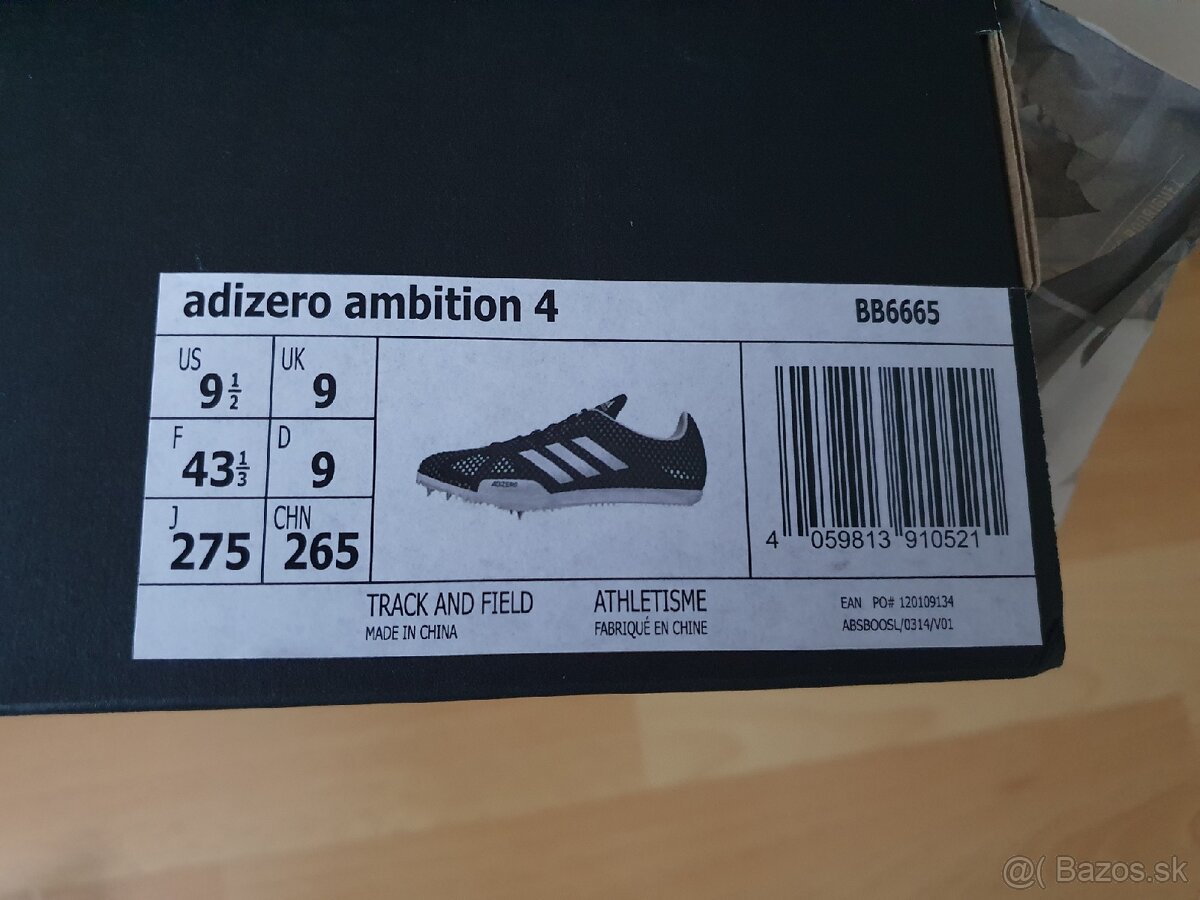 adizero ambition 4 BB6665
US UK
9 1/2 9
F D
43 1/3 9
J CHN
275 265
ADIZERO
4 059813 910521
TRACK AND FIELD ATHLETISME EAN PO# 120109134
MADE IN CHINA FABRIQUÉ EN CHINE ABSBOOSL/0314/V01
@( Bazos.sk